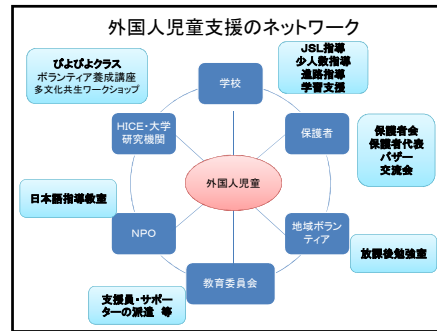 外国人児童支援のネットワーク
ぴよぴよクラス
ボランティア養成講座
多文化共生ワークショップ
JSL指導
少人数指導
進路指導
学習支援
学校
HICE・大学
研究機関
保護者
保護者会
保護者代表
バザー
交流会
外国人児童
日本語指導教室
NPO
地域ボラン
ティア
放課後勉強室
教育委員会
支援員・サポー
ターの派遣 等